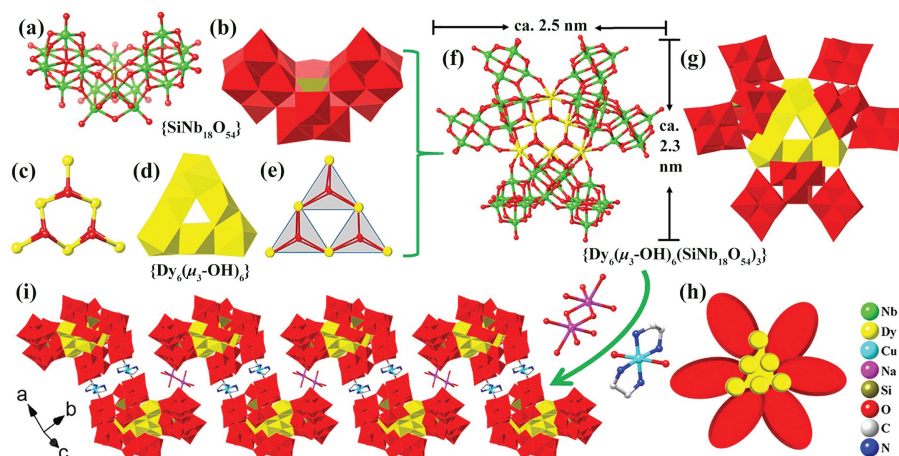 (a)
(b)
{SiNb₁₈O₅₄}
(c)
(d)
(e)
{Dy₆(μ₃-OH)₆}
ca. 2.5 nm
(f)
ca.
2.3
nm
(g)
{Dy₆(μ₃-OH)₆(SiNb₁₈O₅₄)₃}
(i)
a
b
c
(h)
Nb
Dy
Cu
Na
Si
O
C
N